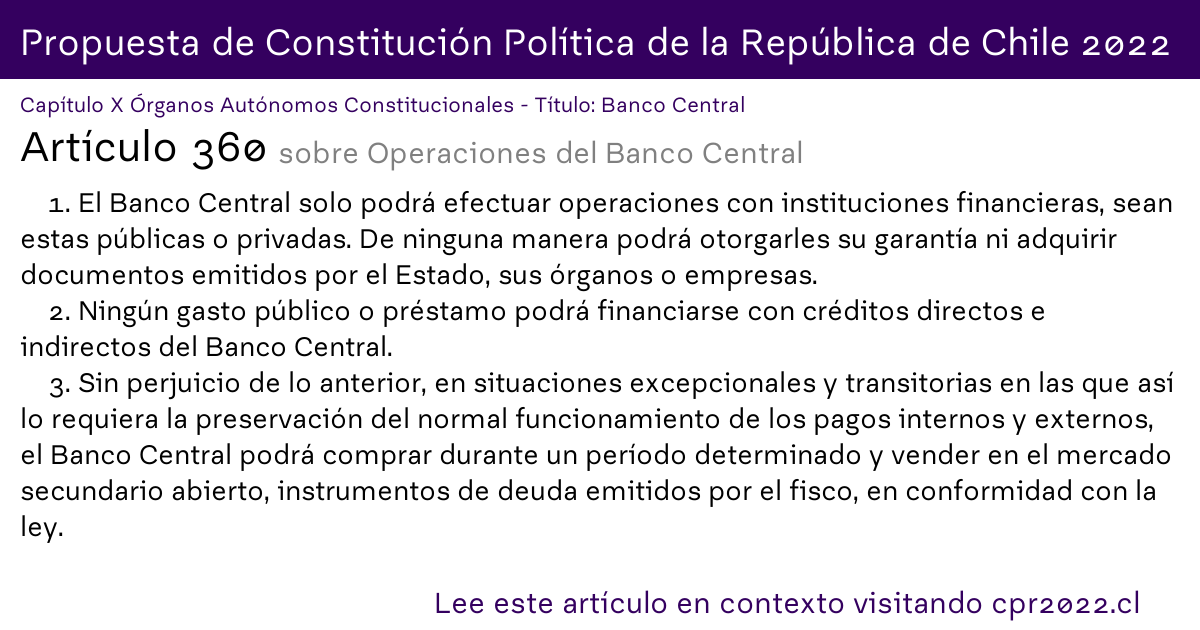 Propuesta de Constitución Política de la República de Chile 2022
Capítulo X Órganos Autónomos Constitucionales - Título: Banco Central
Artículo 360 sobre Operaciones del Banco Central
1. El Banco Central solo podrá efectuar operaciones con instituciones financieras, sean
estas públicas o privadas. De ninguna manera podrá otorgarles su garantía ni adquirir
documentos emitidos por el Estado, sus órganos o empresas.
2. Ningún gasto público o préstamo podrá financiarse con créditos directos e
indirectos del Banco Central.
3. Sin perjuicio de lo anterior, en situaciones excepcionales y transitorias en las que así
lo requiera la preservación del normal funcionamiento de los pagos internos y externos,
el Banco Central podrá comprar durante un período determinado y vender en el mercado
secundario abierto, instrumentos de deuda emitidos por el fisco, en conformidad con la
ley.
Lee este artículo en contexto visitando cpr2022.cl